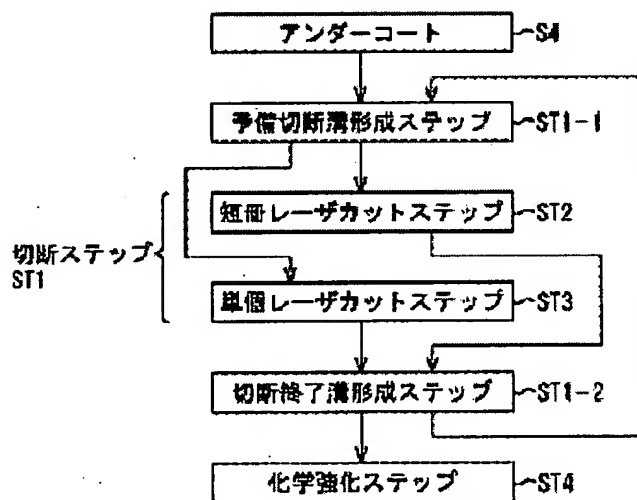 アンダーコート ~S4
予備切断溝形成ステップ ~ST1-1
短冊レーザカットステップ ~ST2
切断ステップ
ST1
単個レーザカットステップ ~ST3
切断終了溝形成ステップ ~ST1-2
化学強化ステップ ~ST4